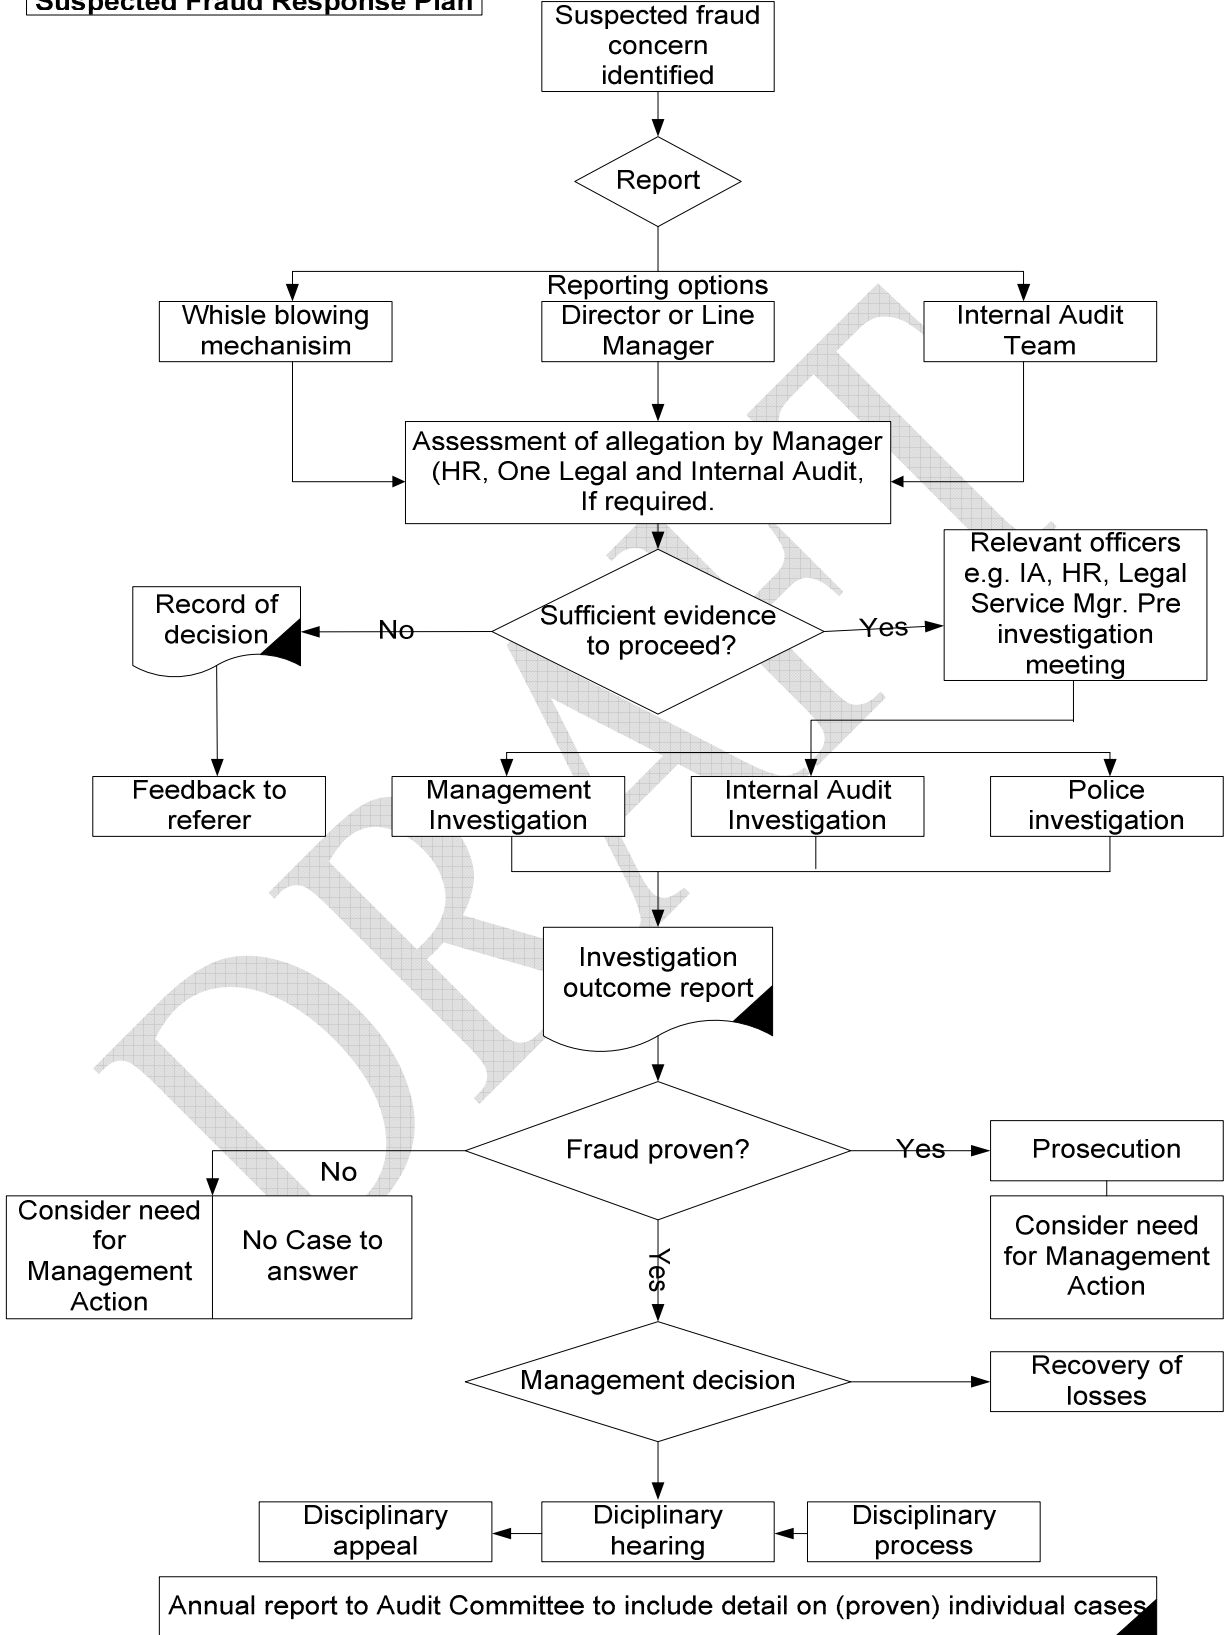 Suspected Fraud Response Plan
Suspected fraud
concern
identified
Report
Reporting options
Whisle blowing
mechanisim
Director or Line
Manager
Internal Audit
Team
Assessment of allegation by Manager
(HR, One Legal and Internal Audit,
If required.
Sufficient evidence
to proceed?
No
Yes
Record of
decision
Relevant officers
e.g. IA, HR, Legal
Service Mgr. Pre
investigation
meeting
Feedback to
referer
Management
Investigation
Internal Audit
Investigation
Police
investigation
Investigation
outcome report
Fraud proven?
No
Yes
Yes
Prosecution
Consider need
for
Management
Action
No Case to
answer
Consider need
for Management
Action
Management decision
Recovery of
losses
Disciplinary
appeal
Diciplinary
hearing
Disciplinary
process
Annual report to Audit Committee to include detail on (proven) individual cases
DRAFT